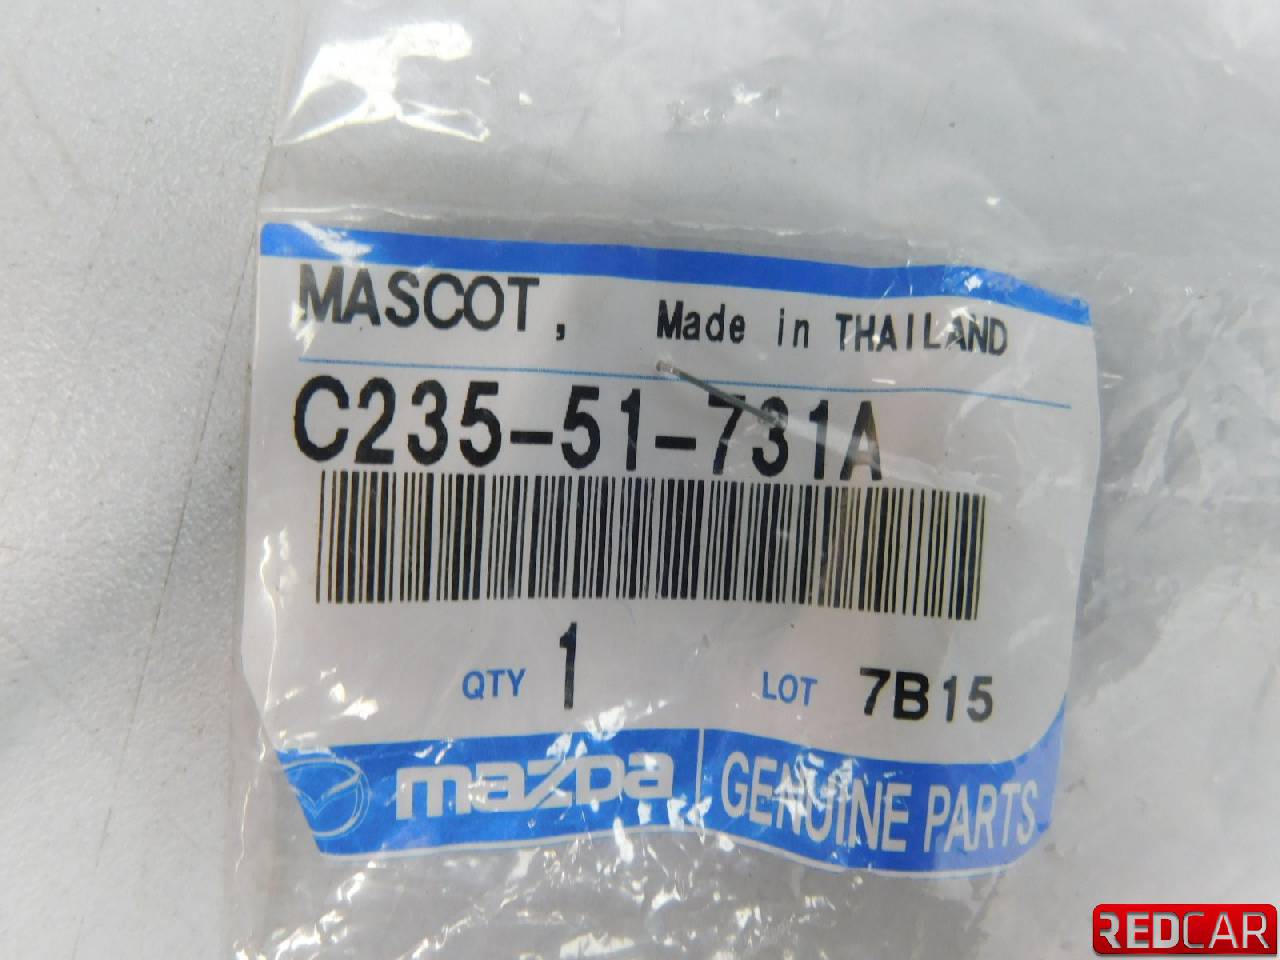 MASCOT, Made in THAILAND
C235-51-731A
QTY 1 LOT 7B15
mazda GENUINE PARTS
REDCAR